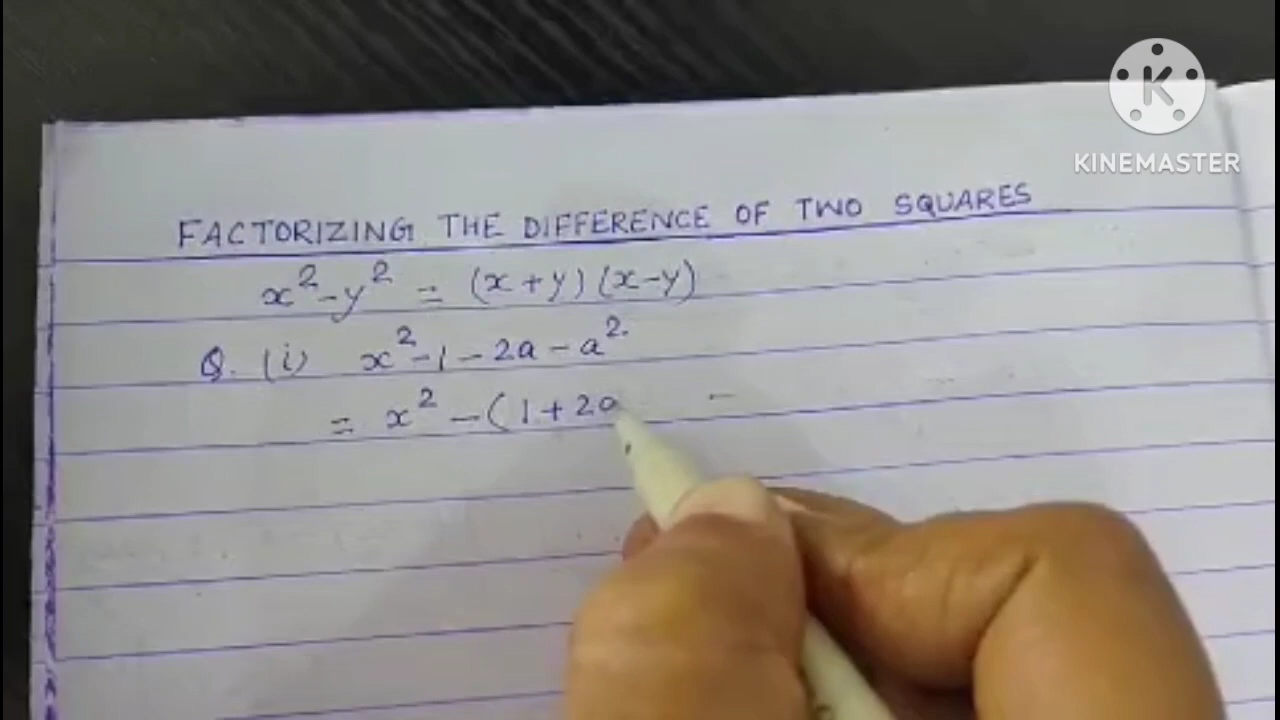 KINEMASTER
FACTORIZING THE DIFFERENCE OF TWO SQUARES
x² - y² = (x + y) (x - y)
Q. (i) x² - 1 - 2a - a²
= x² - ( 1 + 2a